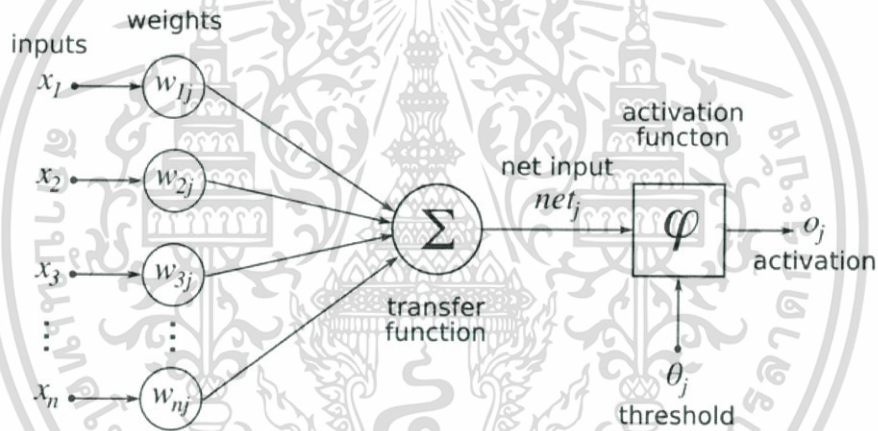 weights
inputs
x₁ w₁ⱼ
activation
functon
x₂ w₂ⱼ
net input
netⱼ
Σ
φ
oⱼ
activation
x₃ w₃ⱼ
transfer
function
⋮ ⋮
θⱼ
xₙ wₙⱼ
threshold